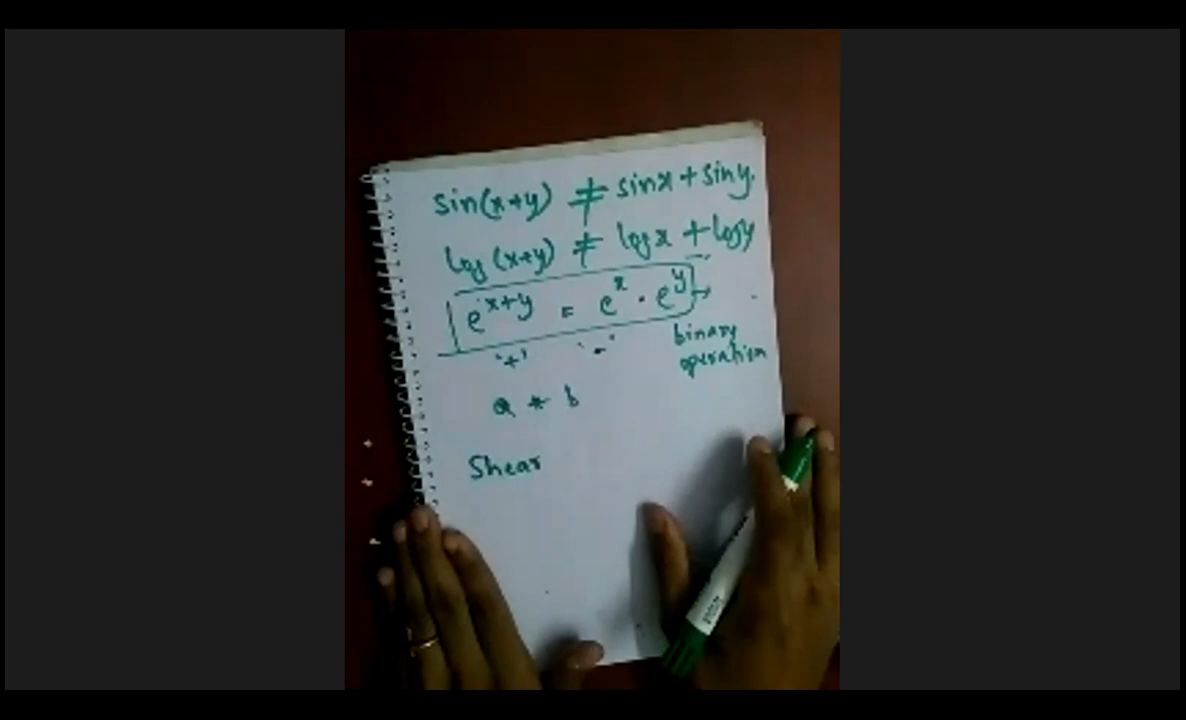 sin(x+y) ≠ sinx + siny.
log(x+y) ≠ logx + logy
e^{x+y} = e^x · e^y →
binary
operation
'+' '·'
a * b
Shear